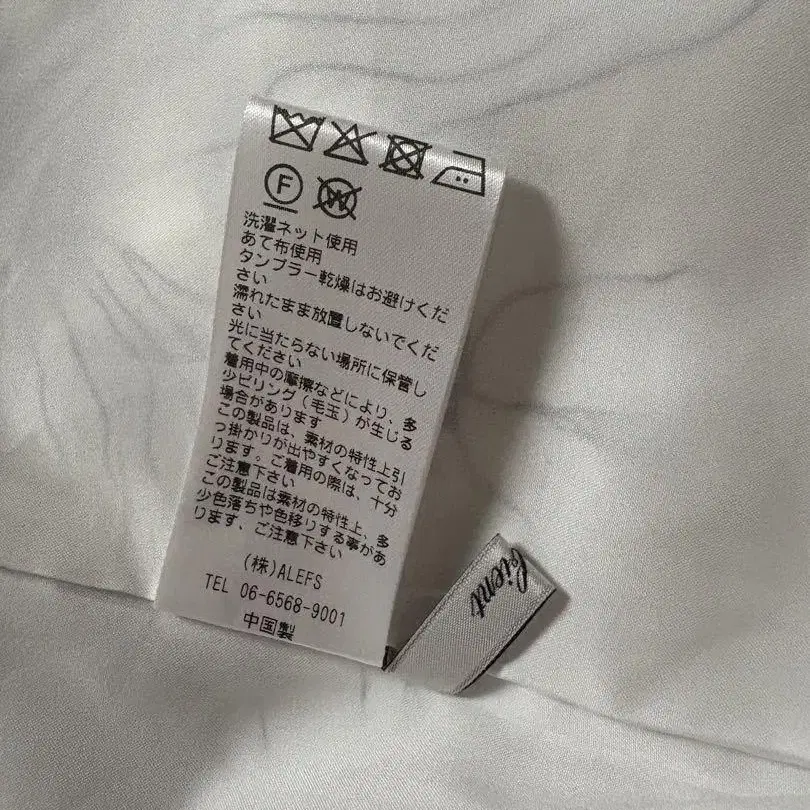 F W
洗濯ネット使用
あて布使用
タンブラー乾燥はお避けくだ
さい
濡れたまま放置しないでくだ
さい
光に当たらない場所に保管し
てください
着用中の摩擦などにより、多
少ピリング(毛玉)が生じる
場合があります
この製品は、素材の特性上引
っ掛かりが出やすくなってお
ります。ご着用の際は、十分
ご注意下さい
この製品は素材の特性上、多
少色落ちや色移りする事があ
ります、ご注意下さい
(株)ALEFS
TEL 06-6568-9001
中国製